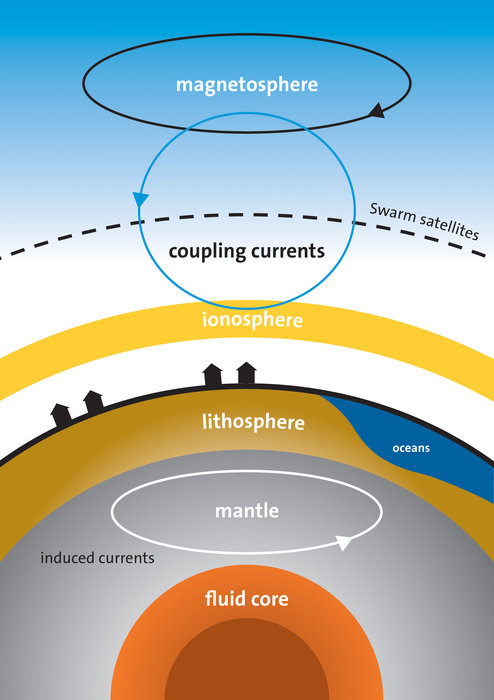 magnetosphere
Swarm satellites
coupling currents
ionosphere
lithosphere
oceans
mantle
induced currents
fluid core